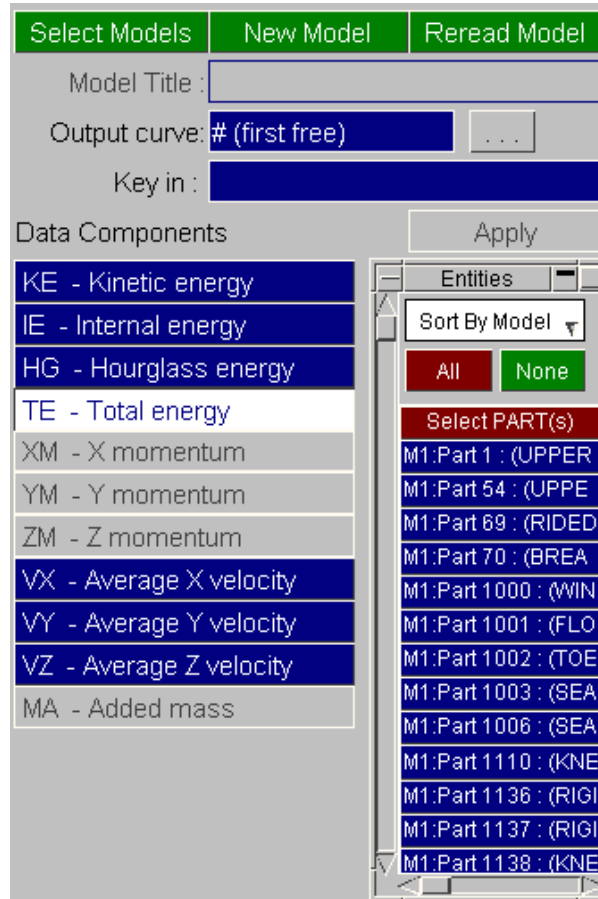 Select Models New Model Reread Model
Model Title :
Output curve: # (first free) ...
Key in :
Data Components Apply
KE - Kinetic energy
IE - Internal energy
HG - Hourglass energy
TE - Total energy
XM - X momentum
YM - Y momentum
ZM - Z momentum
VX - Average X velocity
VY - Average Y velocity
VZ - Average Z velocity
MA - Added mass
Entities
Sort By Model
All None
Select PART(s)
M1:Part 1 : (UPPER
M1:Part 54 : (UPPE
M1:Part 69 : (RIDED
M1:Part 70 : (BREA
M1:Part 1000 : (WIN
M1:Part 1001 : (FLO
M1:Part 1002 : (TOE
M1:Part 1003 : (SEA
M1:Part 1006 : (SEA
M1:Part 1110 : (KNE
M1:Part 1136 : (RIGI
M1:Part 1137 : (RIGI
M1:Part 1138 : (KNE